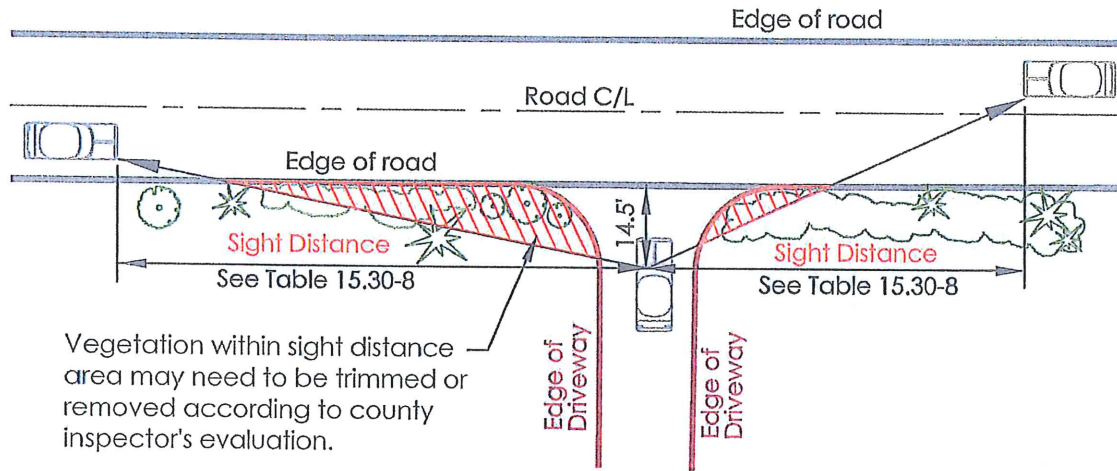 Edge of road
Road C/L
Edge of road
14.5'
Sight Distance
See Table 15.30-8
Sight Distance
See Table 15.30-8
Vegetation within sight distance
area may need to be trimmed or
removed according to county
inspector's evaluation.
Edge of
Driveway
Edge of
Driveway